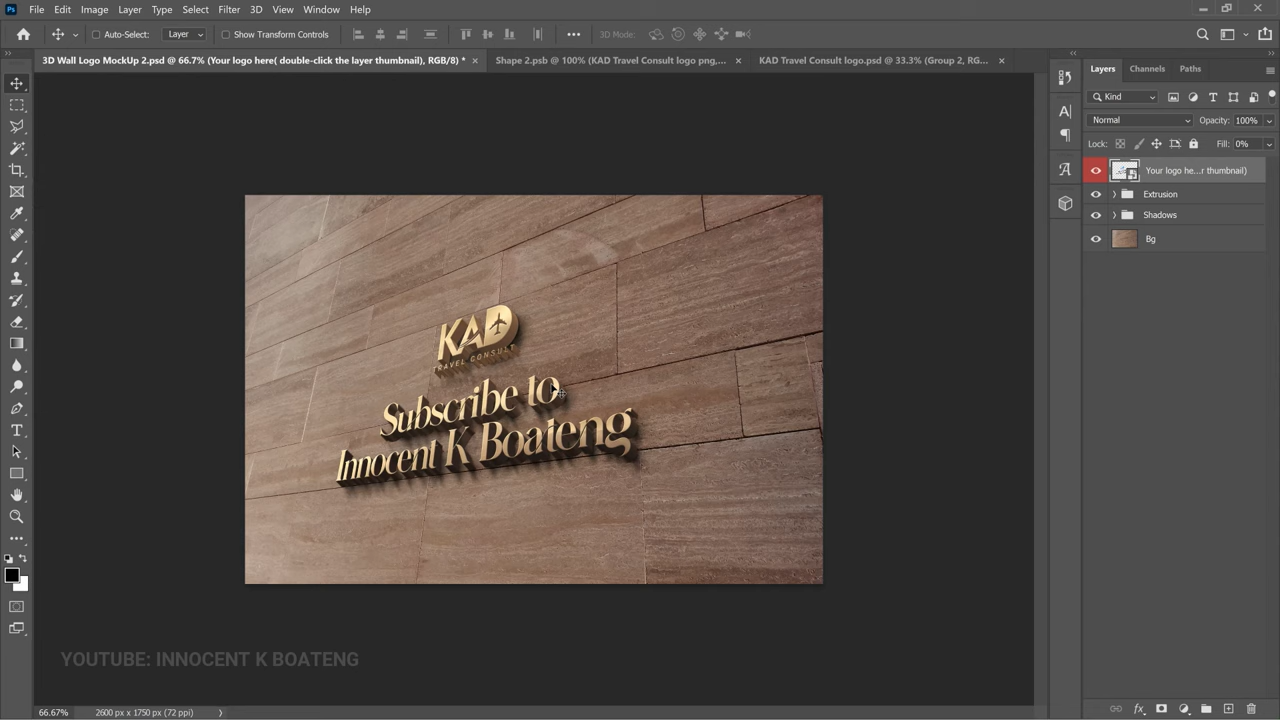 Ps File Edit Image Layer Type Select Filter 3D View Window Help
Auto-Select: Layer Show Transform Controls 3D Mode:
3D Wall Logo MockUp 2.psd @ 66.7% (Your logo here( double-click the layer thumbnail), RGB/8) * × Shape 2.psb @ 100% (KAD Travel Consult logo png,... × KAD Travel Consult logo.psd @ 33.3% (Group 2, RG... ×
Layers Channels Paths
Kind
Normal Opacity: 100%
Lock: Fill: 0%
Your logo he...r thumbnail)
Extrusion
Shadows
Bg
KAD
TRAVEL CONSULT
Subscribe to
Innocent K Boateng
YOUTUBE: INNOCENT K BOATENG
66.67% 2600 px x 1750 px (72 ppi)